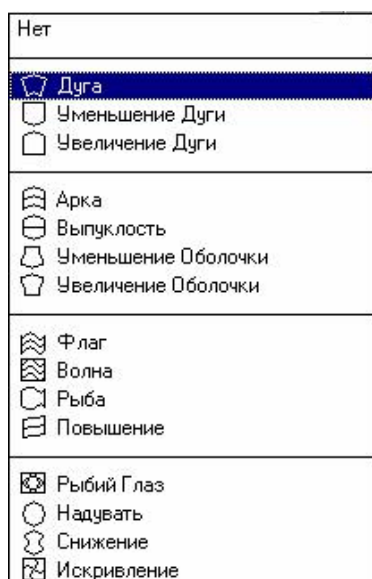 Нет
Дуга
Уменьшение Дуги
Увеличение Дуги
Арка
Выпуклость
Уменьшение Оболочки
Увеличение Оболочки
Флаг
Волна
Рыба
Повышение
Рыбий Глаз
Надувать
Снижение
Искривление